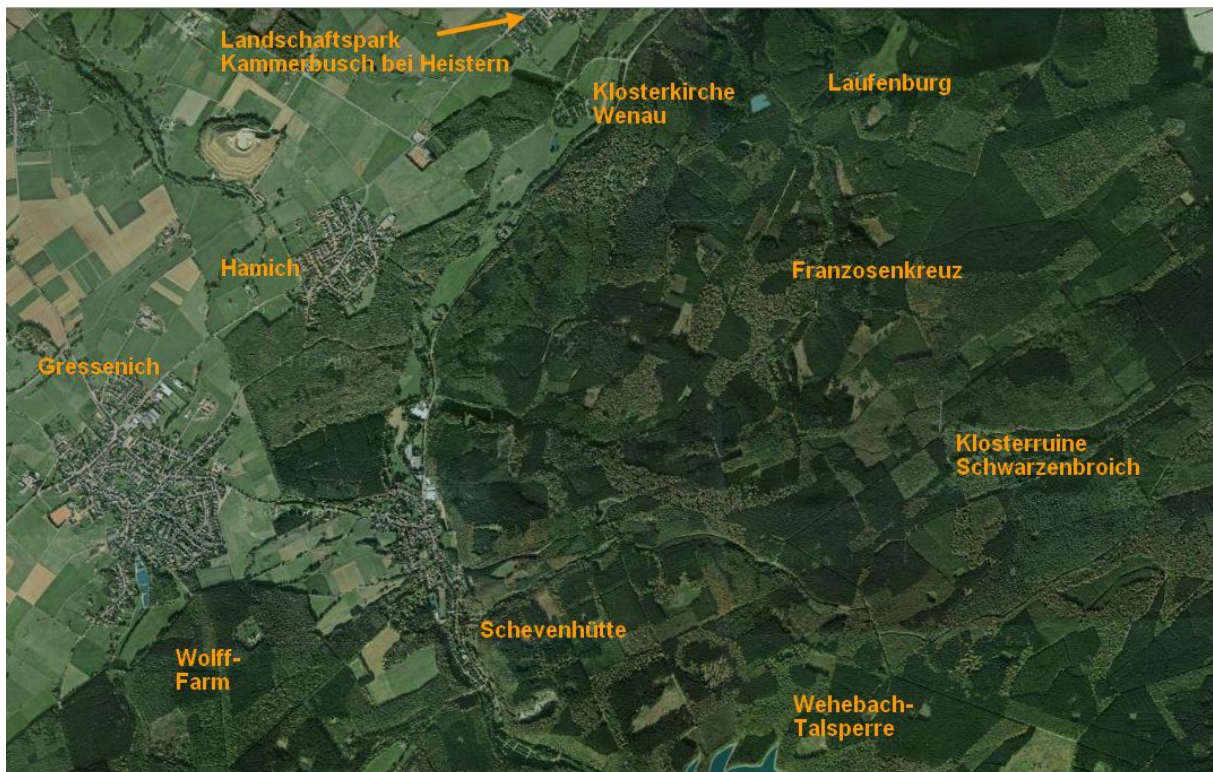 Landschaftspark
Kammerbusch bei Heistern
Klosterkirche
Wenau
Laufenburg
Hamich
Franzosenkreuz
Gressenich
Klosterruine
Schwarzenbroich
Schevenhütte
Wolff-
Farm
Wehebach-
Talsperre